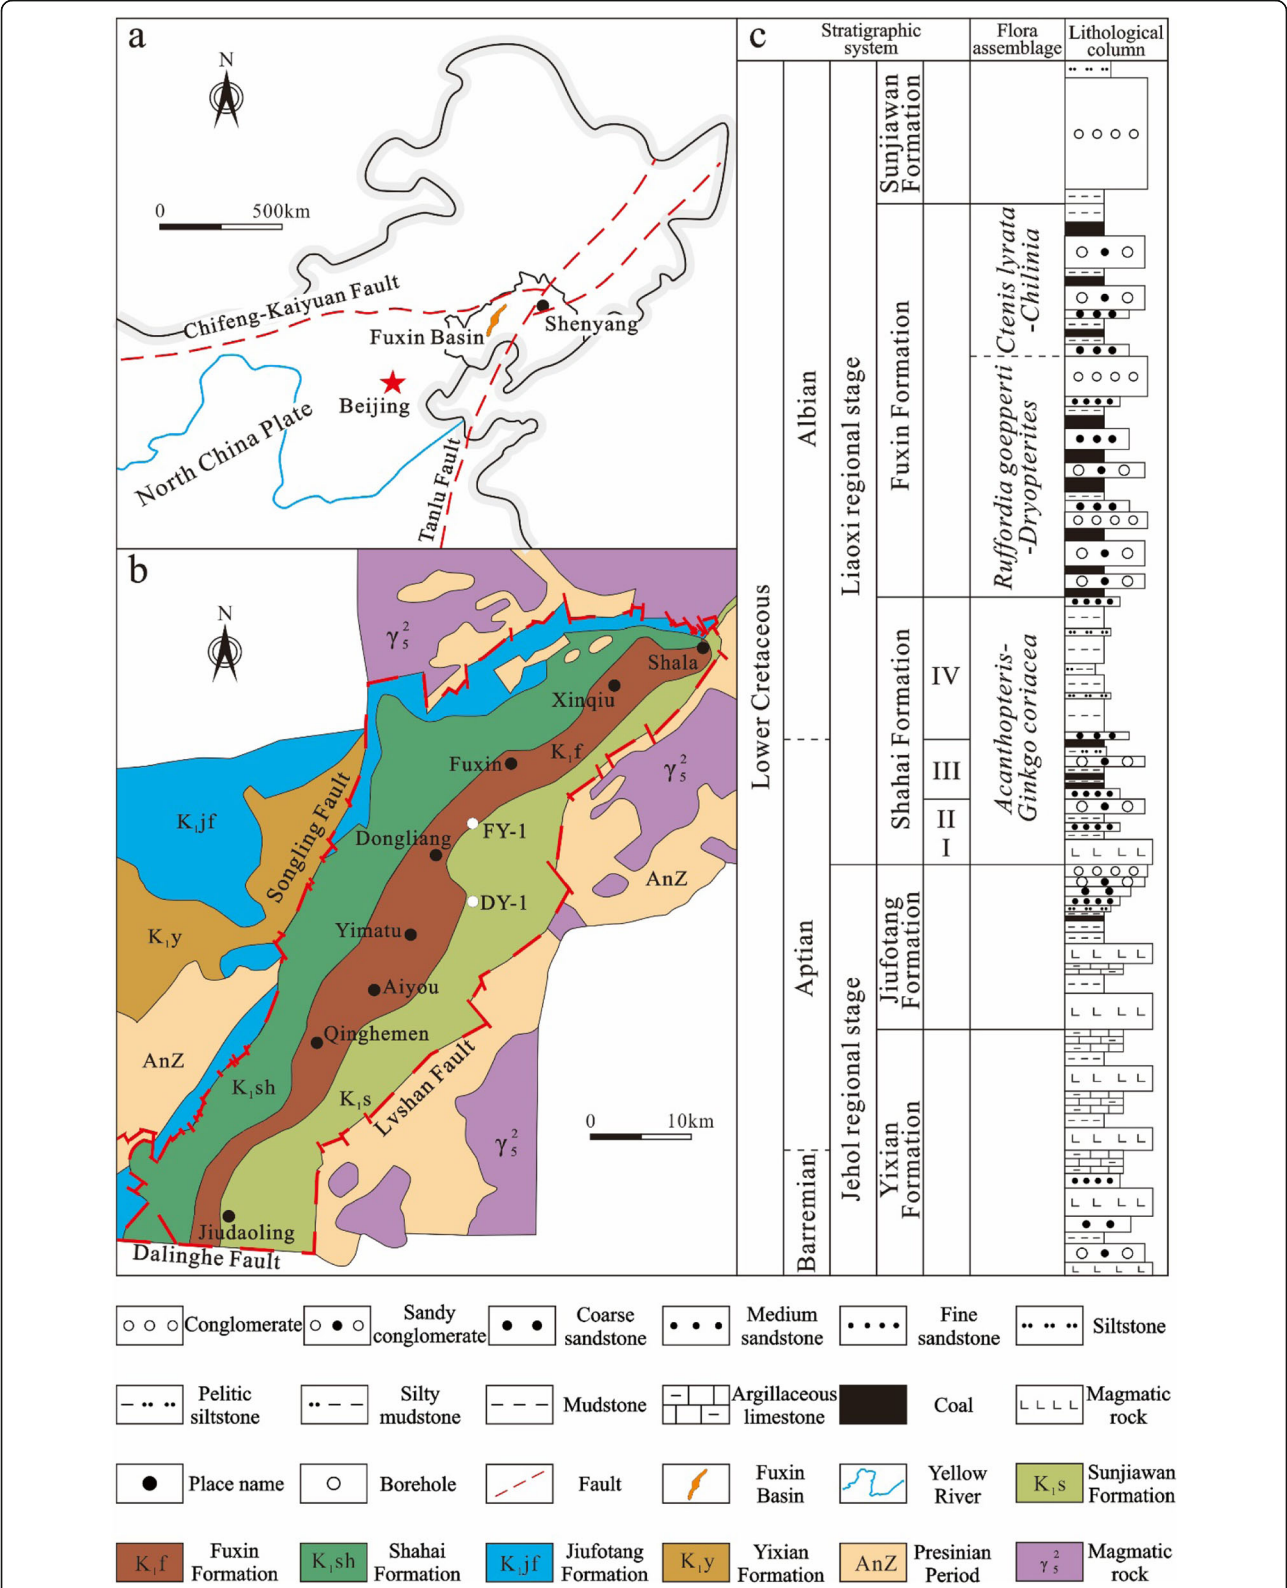 a
N
0 500km
Chifeng-Kaiyuan Fault
Fuxin Basin
Shenyang
Beijing
North China Plate
Tanlu Fault
b
N
γ₅²
Shala
Xinqiu
Fuxin
K₁f
γ₅²
K₁jf
Songling Fault
Dongliang
FY-1
AnZ
DY-1
K₁y
Yimatu
Aiyou
Qinghemen
AnZ
K₁sh
K₁s
Lvshan Fault
0 10km
γ₅²
Jiudaoling
Dalinghe Fault
c
Stratigraphic
system
Flora
assemblage
Lithological
column
Lower Cretaceous
Albian
Aptian
Barremian
Liaoxi regional stage
Jehol regional stage
Sunjiawan
Formation
Fuxin Formation
Shahai Formation
Jiufotang
Formation
Yixian
Formation
IV
III
II
I
Ctenis lyrata
-Chilinia
Ruffordia goepperti
-Dryopterites
Acanthopteris-
Ginkgo coriacea
Conglomerate
Sandy
conglomerate
Coarse
sandstone
Medium
sandstone
Fine
sandstone
Siltstone
Pelitic
siltstone
Silty
mudstone
Mudstone
Argillaceous
limestone
Coal
Magmatic
rock
Place name
Borehole
Fault
Fuxin
Basin
Yellow
River
K₁s
Sunjiawan
Formation
K₁f
Fuxin
Formation
K₁sh
Shahai
Formation
K₁jf
Jiufotang
Formation
K₁y
Yixian
Formation
AnZ
Presinian
Period
γ₅²
Magmatic
rock